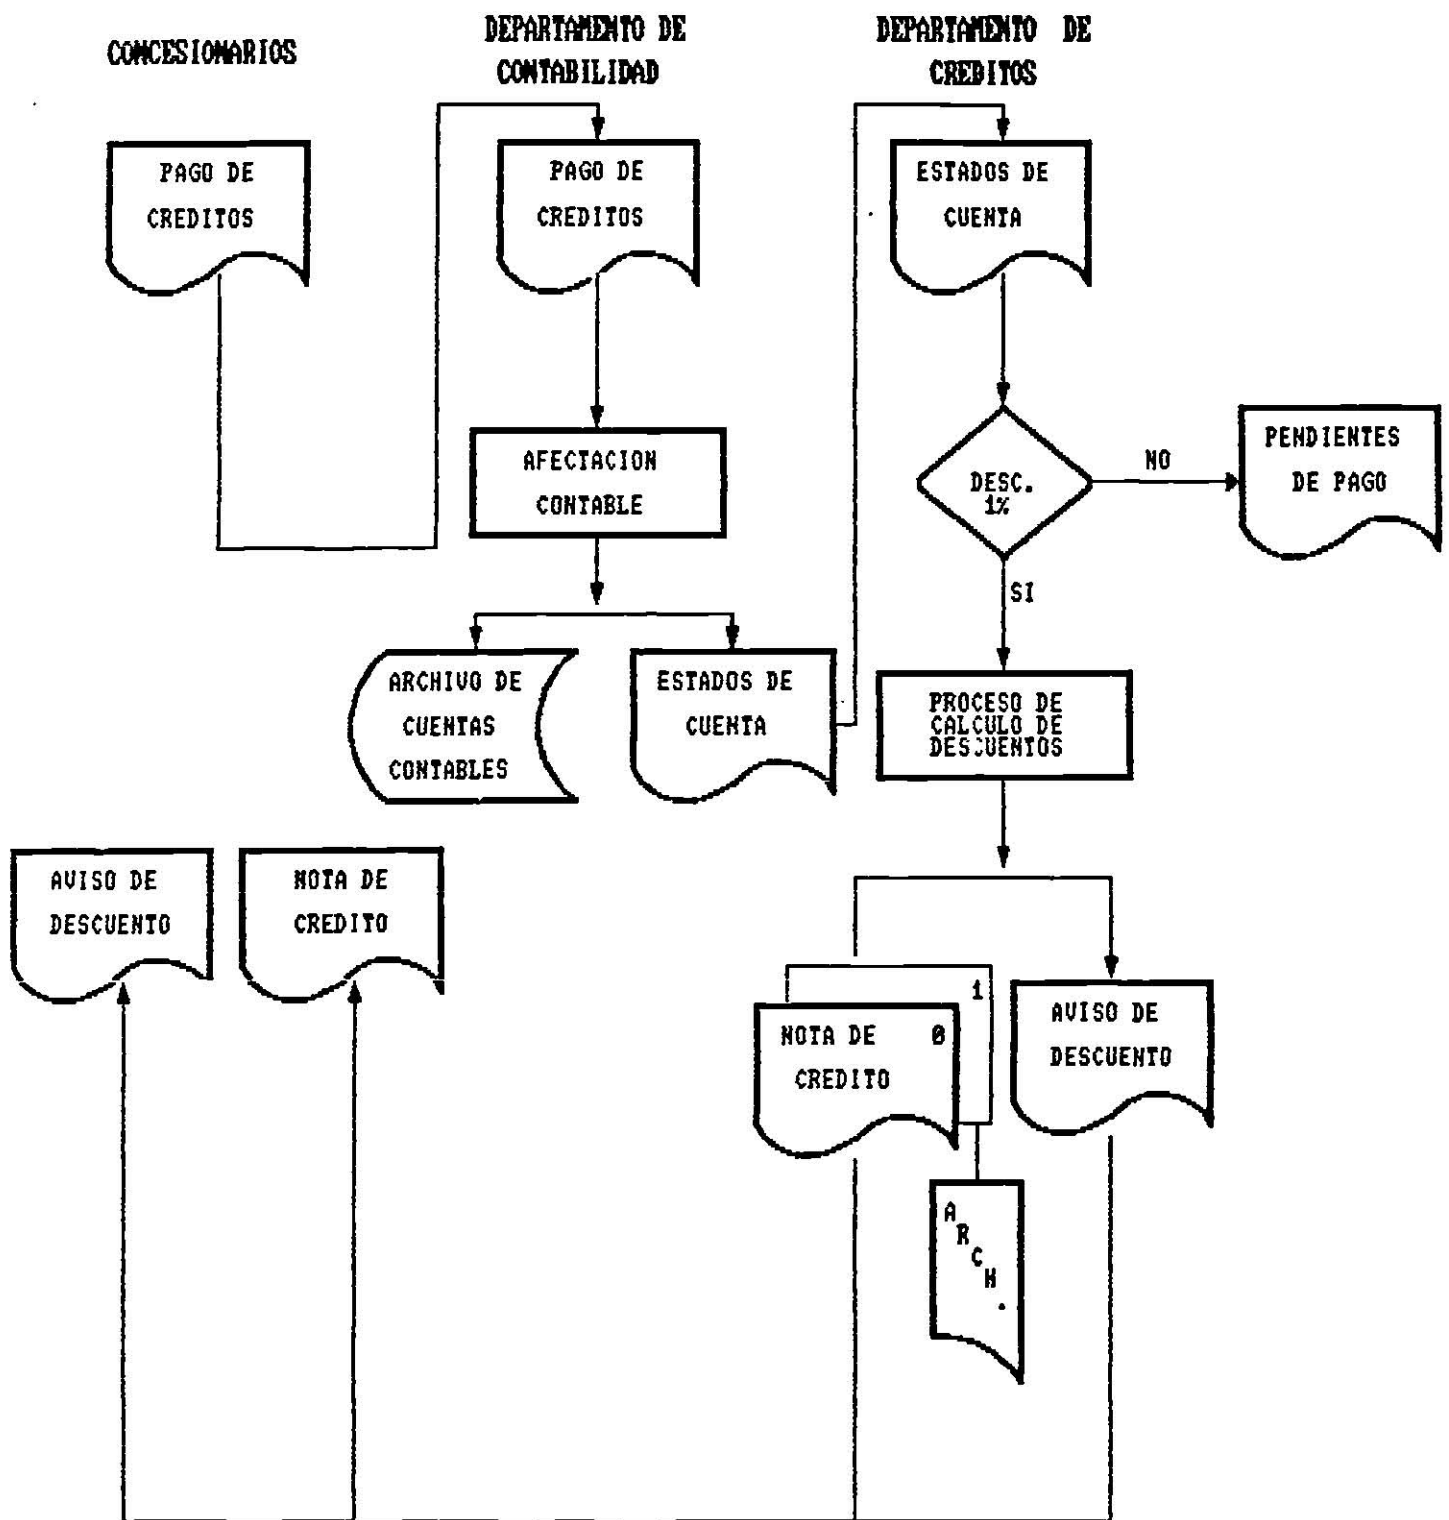 CONCESIONARIOS
DEPARTAMENTO DE
CONTABILIDAD
DEPARTAMENTO DE
CREDITOS
PAGO DE
CREDITOS
PAGO DE
CREDITOS
ESTADOS DE
CUENTA
AFECTACION
CONTABLE
DESC.
1%
NO
PENDIENTES
DE PAGO
SI
ARCHIVO DE
CUENTAS
CONTABLES
ESTADOS DE
CUENTA
PROCESO DE
CALCULO DE
DESCUENTOS
AVISO DE
DESCUENTO
NOTA DE
CREDITO
1
NOTA DE 0
CREDITO
AVISO DE
DESCUENTO
ARCH.